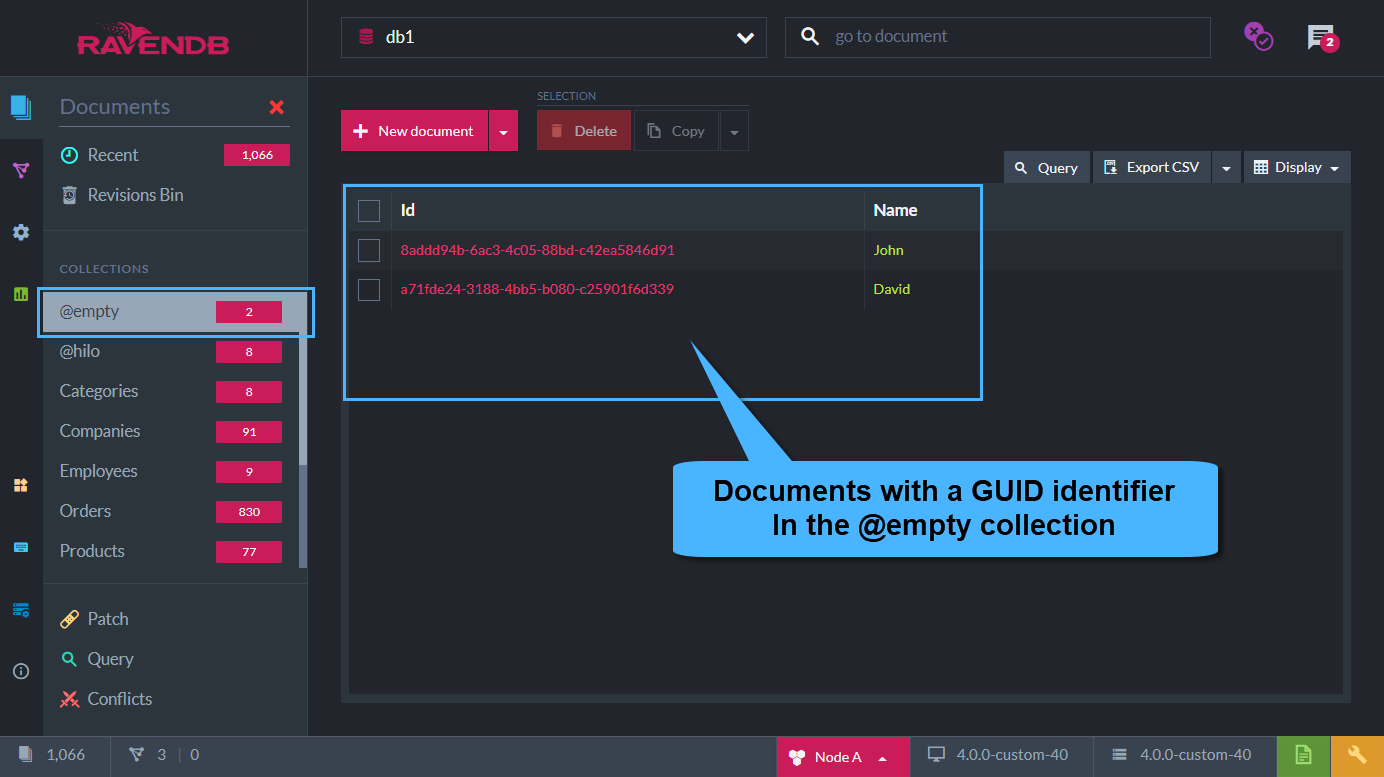 RAVENDB
db1
go to document
2
Documents
Recent 1,066
Revisions Bin
COLLECTIONS
@empty 2
@hilo 8
Categories 8
Companies 91
Employees 9
Orders 830
Products 77
Patch
Query
Conflicts
SELECTION
New document
Delete
Copy
Query
Export CSV
Display
Id Name
8addd94b-6ac3-4c05-88bd-c42ea5846d91 John
a71fde24-3188-4bb5-b080-c25901f6d339 David
Documents with a GUID identifier
In the @empty collection
1,066
3 | 0
Node A
4.0.0-custom-40
4.0.0-custom-40